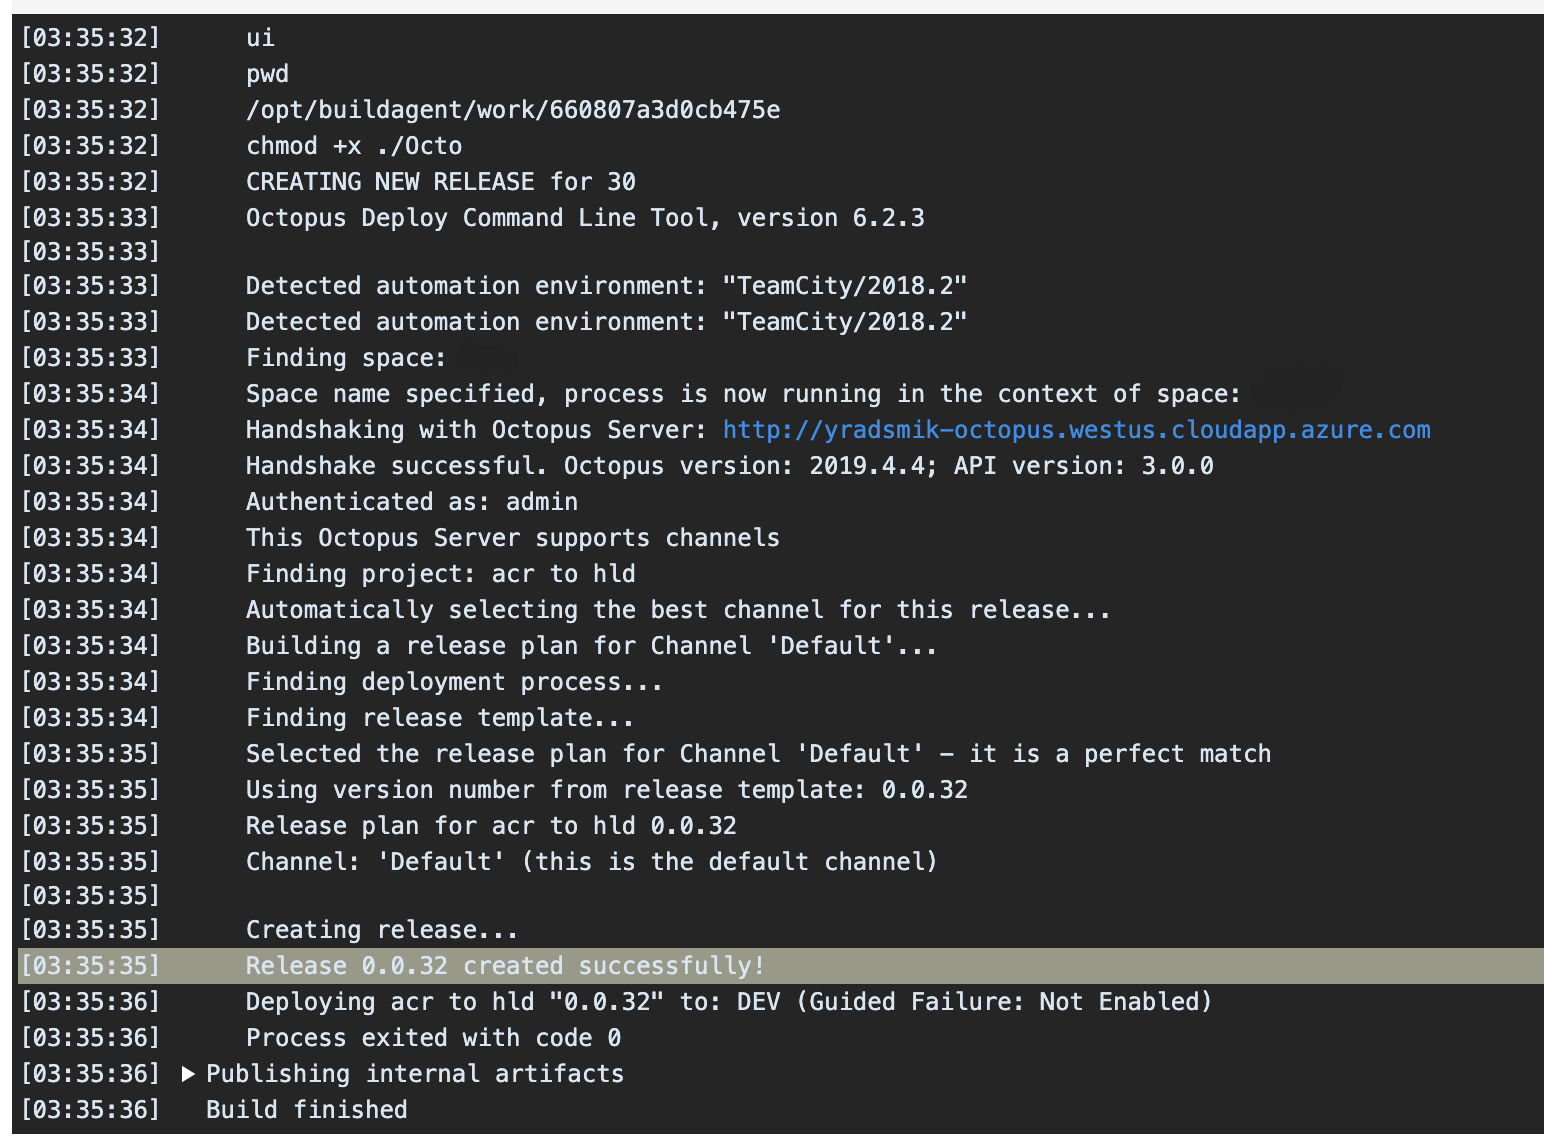 [03:35:32] ui
[03:35:32] pwd
[03:35:32] /opt/buildagent/work/660807a3d0cb475e
[03:35:32] chmod +x ./Octo
[03:35:32] CREATING NEW RELEASE for 30
[03:35:33] Octopus Deploy Command Line Tool, version 6.2.3
[03:35:33]
[03:35:33] Detected automation environment: "TeamCity/2018.2"
[03:35:33] Detected automation environment: "TeamCity/2018.2"
[03:35:33] Finding space:
[03:35:34] Space name specified, process is now running in the context of space:
[03:35:34] Handshaking with Octopus Server: http://yradsmik-octopus.westus.cloudapp.azure.com
[03:35:34] Handshake successful. Octopus version: 2019.4.4; API version: 3.0.0
[03:35:34] Authenticated as: admin
[03:35:34] This Octopus Server supports channels
[03:35:34] Finding project: acr to hld
[03:35:34] Automatically selecting the best channel for this release...
[03:35:34] Building a release plan for Channel 'Default'...
[03:35:34] Finding deployment process...
[03:35:34] Finding release template...
[03:35:35] Selected the release plan for Channel 'Default' – it is a perfect match
[03:35:35] Using version number from release template: 0.0.32
[03:35:35] Release plan for acr to hld 0.0.32
[03:35:35] Channel: 'Default' (this is the default channel)
[03:35:35]
[03:35:35] Creating release...
[03:35:35] Release 0.0.32 created successfully!
[03:35:36] Deploying acr to hld "0.0.32" to: DEV (Guided Failure: Not Enabled)
[03:35:36] Process exited with code 0
[03:35:36] Publishing internal artifacts
[03:35:36] Build finished